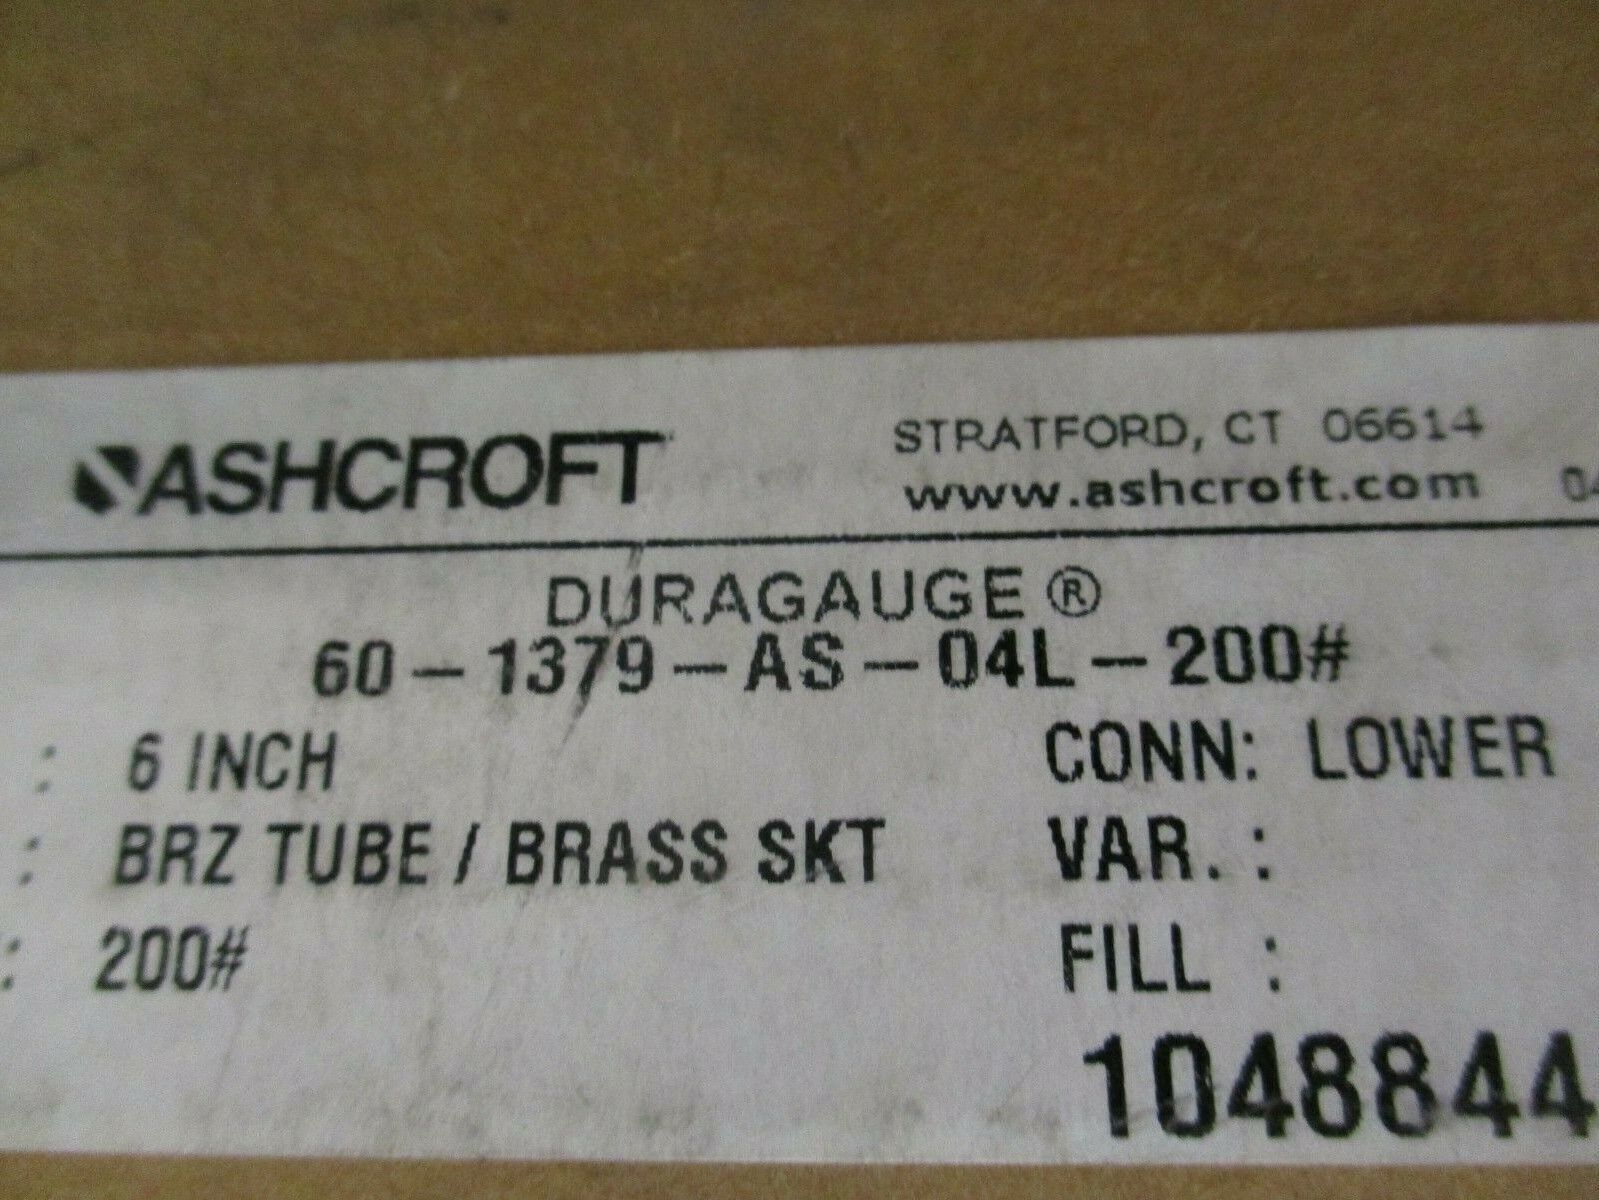 ASHCROFT
STRATFORD, CT 06614
www.ashcroft.com
DURAGAUGE®
60-1379-AS-04L-200#
: 6 INCH
CONN: LOWER
: BRZ TUBE / BRASS SKT
VAR. :
: 200#
FILL :
1048844